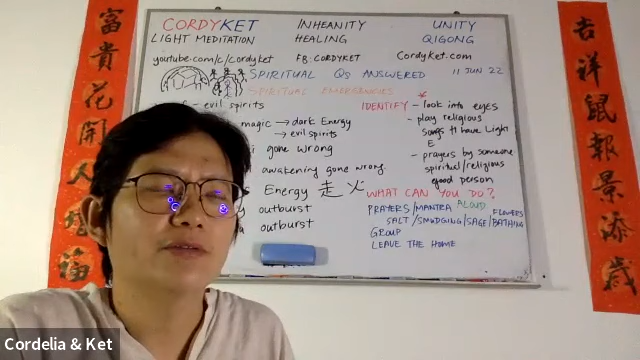 富貴花開人增福
CORDYKET INHEANITY UNITY
LIGHT MEDITATION HEALING QIGONG
youtube.com/c/cordyket FB: CORDYKET Cordyket.com
SPIRITUAL Qs ANSWERED 11 JUN 22
SPIRITUAL EMERGENCIES
evil spirits
magic → dark Energy
→ evil spirits
gone wrong
awakening gone wrong
Energy 走火
outburst
outburst
IDENTIFY - look into eyes
- play religious
songs tt have Light
E
- prayers by someone
spiritual/religious
good person
WHAT CAN YOU DO?
PRAYERS/MANTRA ALOUD FLOWERS
SALT/SMUDGING/SAGE/BATHING
GROUP
LEAVE THE HOME
吉祥鼠報景添歲
Cordelia & Ket